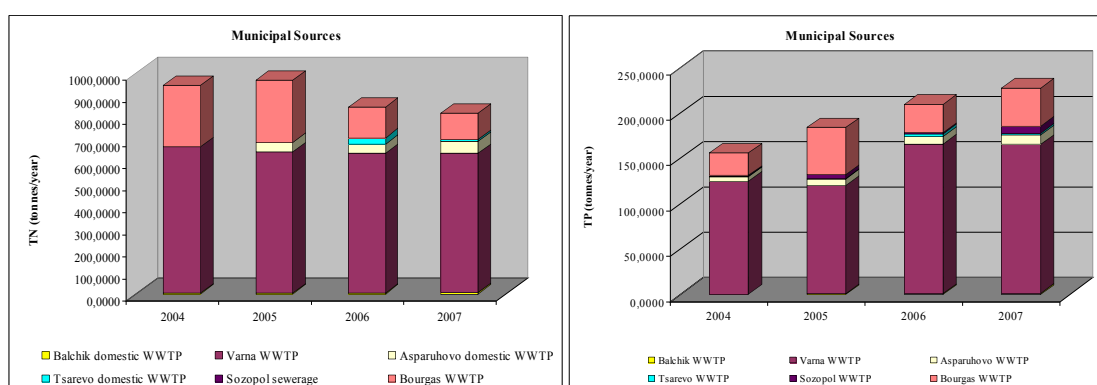 Municipal Sources
1000,0000
900,0000
800,0000
700,0000
600,0000
500,0000
400,0000
300,0000
200,0000
100,0000
0,0000
TN (tonnes/year)
2004 2005 2006 2007
Balchik domestic WWTP Varna WWTP Asparuhovo domestic WWTP
Tsarevo domestic WWTP Sozopol sewerage Bourgas WWTP
Municipal Sources
250,0000
200,0000
150,0000
100,0000
50,0000
0,0000
TP (tonnes/year)
2004 2005 2006 2007
Balchik WWTP Varna WWTP Asparuhovo WWTP
Tsarevo WWTP Sozopol WWTP Bourgas WWTP